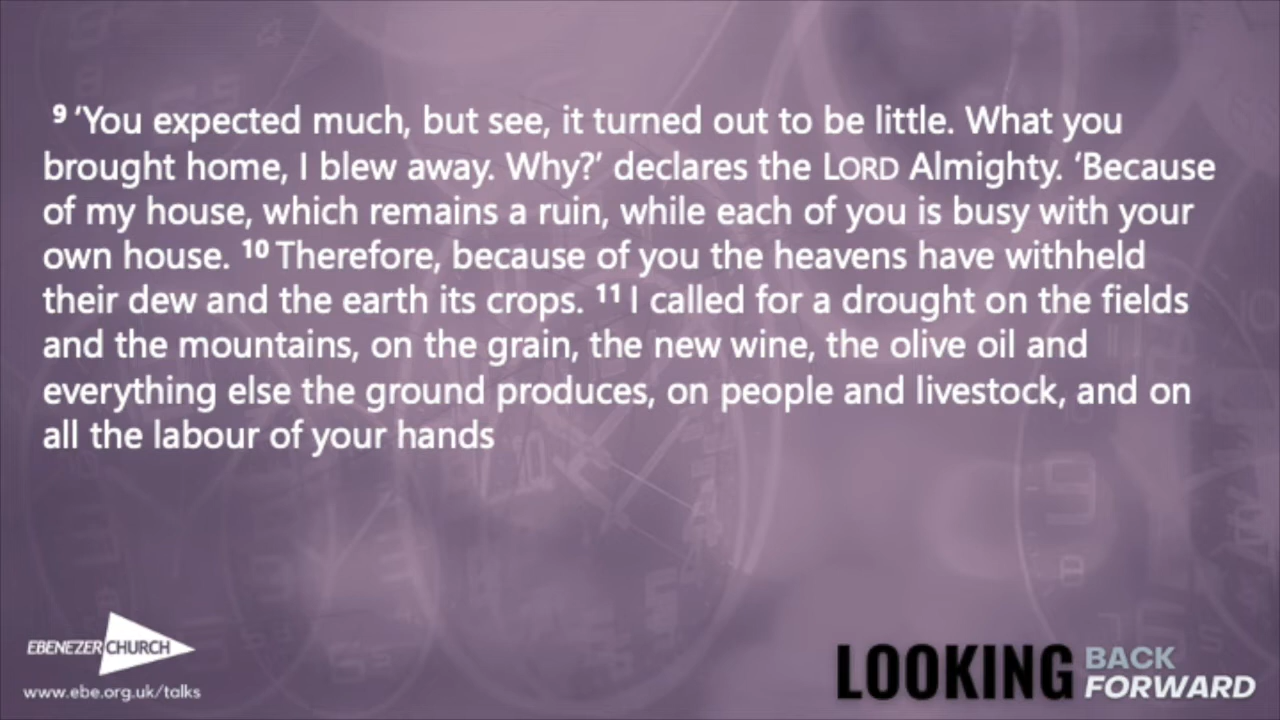 9 ‘You expected much, but see, it turned out to be little. What you
brought home, I blew away. Why?’ declares the LORD Almighty. ‘Because
of my house, which remains a ruin, while each of you is busy with your
own house. 10 Therefore, because of you the heavens have withheld
their dew and the earth its crops. 11 I called for a drought on the fields
and the mountains, on the grain, the new wine, the olive oil and
everything else the ground produces, on people and livestock, and on
all the labour of your hands
EBENEZER CHURCH
www.ebe.org.uk/talks
LOOKING BACK
FORWARD